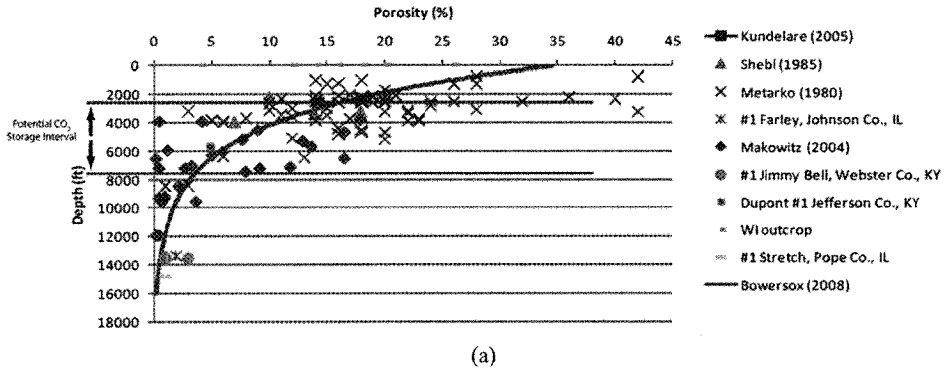 Porosity (%)
0 5 10 15 20 25 30 35 40 45
0
2000
4000
6000
8000
10000
12000
14000
16000
18000
Depth (ft)
Potential CO₂
Storage Interval
Kundelare (2005)
Shebl (1985)
Metarko (1980)
#1 Farley, Johnson Co., IL
Makowitz (2004)
#1 Jimmy Bell, Webster Co., KY
Dupont #1 Jefferson Co., KY
WI outcrop
#1 Stretch, Pope Co., IL
Bowersox (2008)
(a)